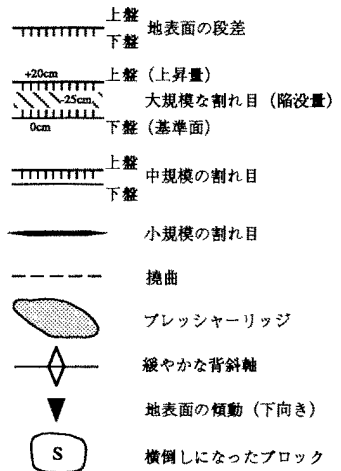 上盤
下盤
地表面の段差
+20cm
上盤 (上昇量)
-25cm
大規模な割れ目 (陥没量)
0cm
下盤 (基準面)
上盤
下盤
中規模の割れ目
小規模の割れ目
撓曲
プレッシャーリッジ
緩やかな背斜軸
地表面の傾動 (下向き)
S
横倒しになったブロック